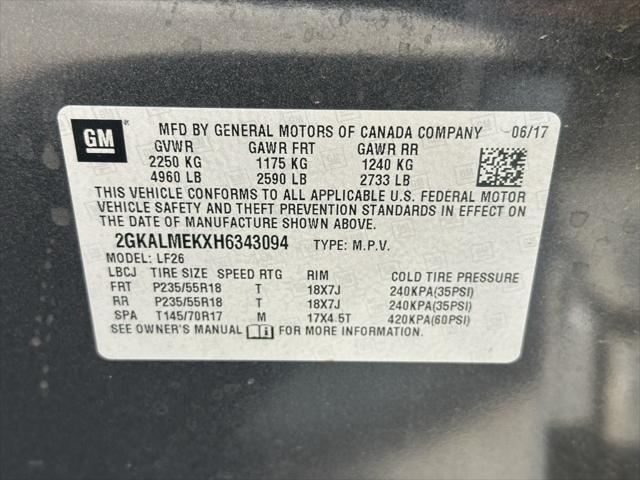 GM MFD BY GENERAL MOTORS OF CANADA COMPANY 06/17
GVWR GAWR FRT GAWR RR
2250 KG 1175 KG 1240 KG
4960 LB 2590 LB 2733 LB
THIS VEHICLE CONFORMS TO ALL APPLICABLE U.S. FEDERAL MOTOR
VEHICLE SAFETY AND THEFT PREVENTION STANDARDS IN EFFECT ON
THE DATE OF MANUFACTURE SHOWN ABOVE.
2GKALMEKXH6343094 TYPE: M.P.V.
MODEL: LF26
LBCJ TIRE SIZE SPEED RTG RIM COLD TIRE PRESSURE
FRT P235/55R18 T 18X7J 240KPA(35PSI)
RR P235/55R18 T 18X7J 240KPA(35PSI)
SPA T145/70R17 M 17X4.5T 420KPA(60PSI)
SEE OWNER'S MANUAL FOR MORE INFORMATION.